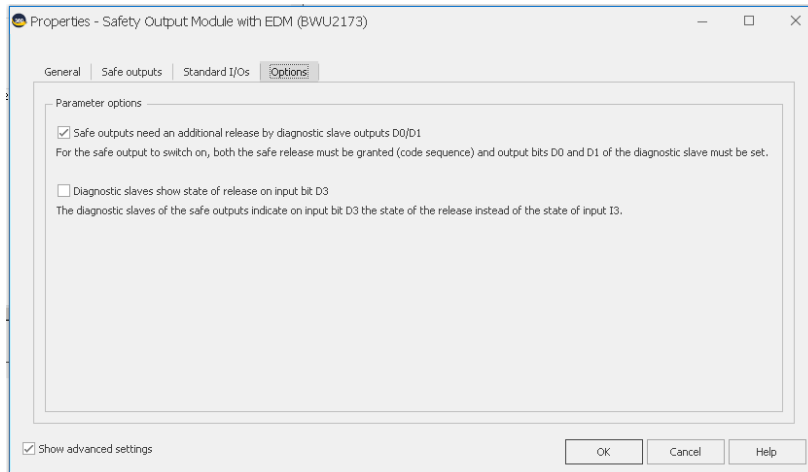 Properties - Safety Output Module with EDM (BWU2173)
General Safe outputs Standard I/Os Options
Parameter options
Safe outputs need an additional release by diagnostic slave outputs D0/D1
For the safe output to switch on, both the safe release must be granted (code sequence) and output bits D0 and D1 of the diagnostic slave must be set.
Diagnostic slaves show state of release on input bit D3
The diagnostic slaves of the safe outputs indicate on input bit D3 the state of the release instead of the state of input I3.
Show advanced settings
OK Cancel Help